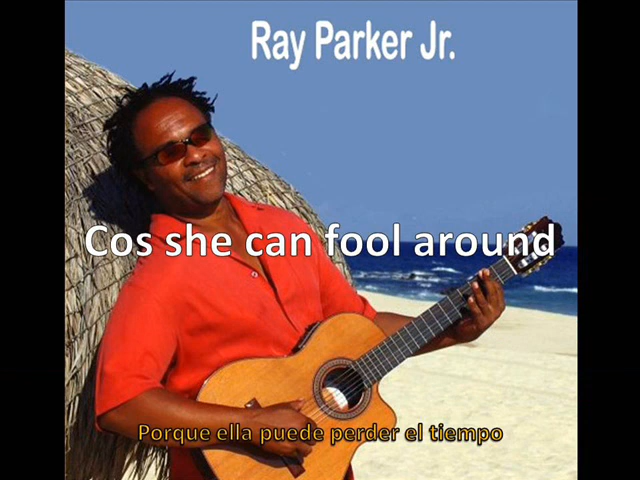 Ray Parker Jr.
Cos she can fool around
Porque ella puede perder el tiempo